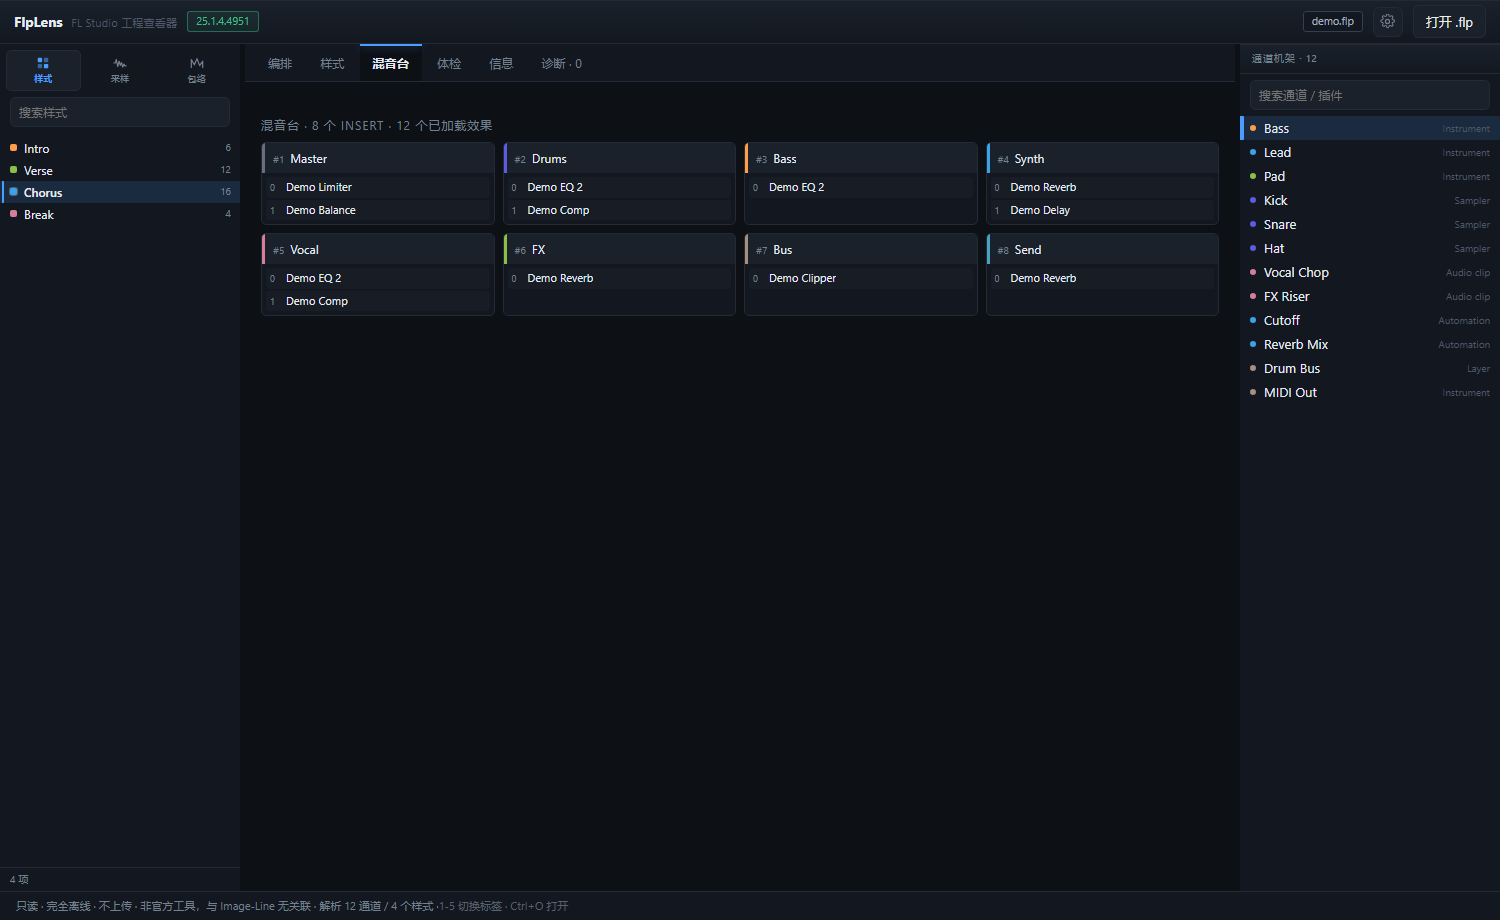 FlpLens FL Studio 工程查看器 25.1.4.4951 demo.flp 打开 .flp
样式 采样 包络
搜索样式
Intro 6
Verse 12
Chorus 16
Break 4
4 项
编排 样式 混音台 体检 信息 诊断 · 0
混音台 · 8 个 INSERT · 12 个已加载效果
#1 Master
0 Demo Limiter
1 Demo Balance
#2 Drums
0 Demo EQ 2
1 Demo Comp
#3 Bass
0 Demo EQ 2
#4 Synth
0 Demo Reverb
1 Demo Delay
#5 Vocal
0 Demo EQ 2
1 Demo Comp
#6 FX
0 Demo Reverb
#7 Bus
0 Demo Clipper
#8 Send
0 Demo Reverb
通道机架 · 12
搜索通道 / 插件
Bass Instrument
Lead Instrument
Pad Instrument
Kick Sampler
Snare Sampler
Hat Sampler
Vocal Chop Audio clip
FX Riser Audio clip
Cutoff Automation
Reverb Mix Automation
Drum Bus Layer
MIDI Out Instrument
只读 · 完全离线 · 不上传 · 非官方工具，与 Image-Line 无关联 · 解析 12 通道 / 4 个样式 ·1-5 切换标签 · Ctrl+O 打开